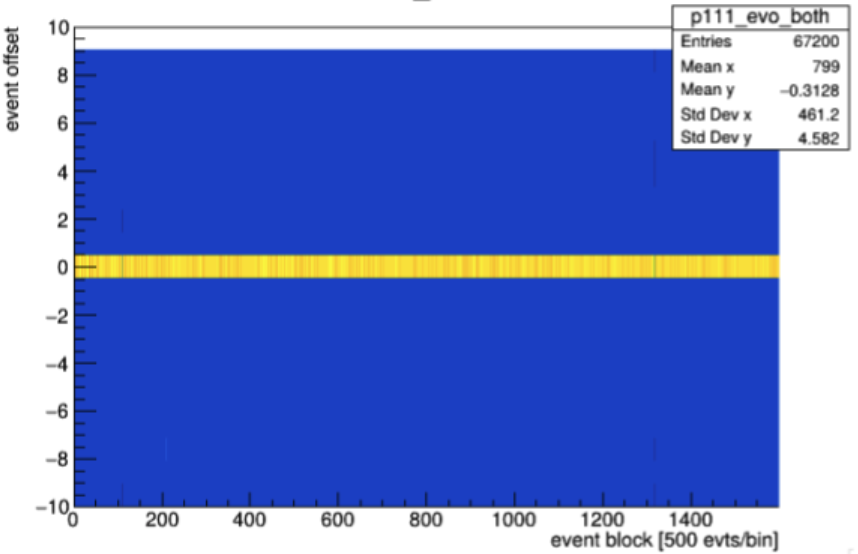 p111_evo_both
Entries 67200
Mean x 799
Mean y −0.3128
Std Dev x 461.2
Std Dev y 4.582
event offset
10
8
6
4
2
0
−2
−4
−6
−8
−10
0 200 400 600 800 1000 1200 1400
event block [500 evts/bin]